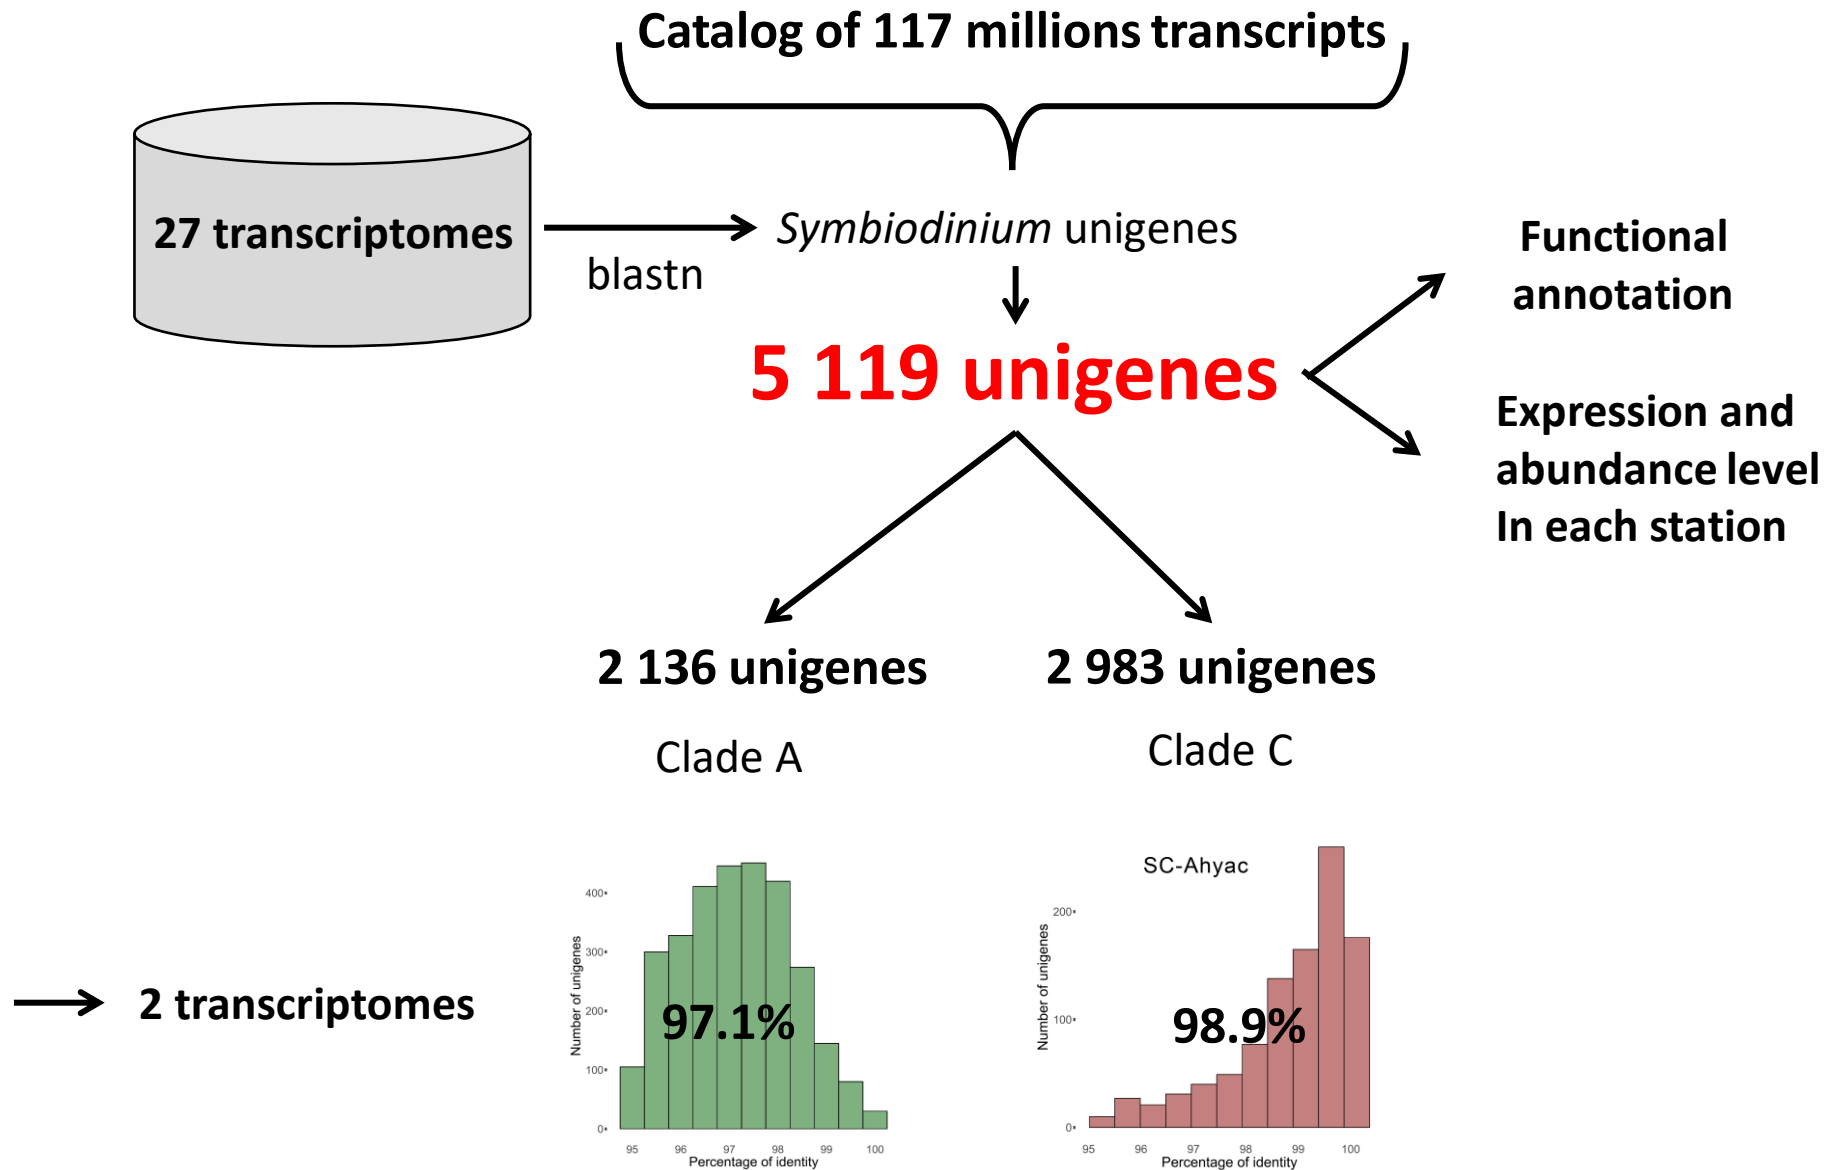 Catalog of 117 millions transcripts
27 transcriptomes
blastn
Symbiodinium unigenes
5 119 unigenes
Functional
annotation
Expression and
abundance level
In each station
2 136 unigenes
Clade A
2 983 unigenes
Clade C
2 transcriptomes
Number of unigenes
400
300
200
100
0
97.1%
95 96 97 98 99 100
Percentage of identity
SC-Ahyac
Number of unigenes
200
100
0
98.9%
95 96 97 98 99 100
Percentage of identity